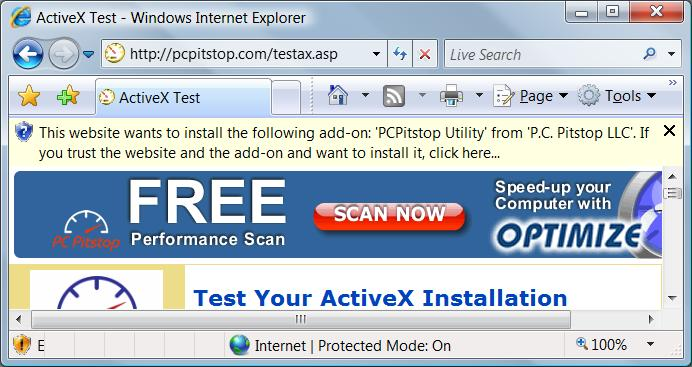 ActiveX Test - Windows Internet Explorer
http://pcpitstop.com/testax.asp
Live Search
ActiveX Test
Page
Tools
This website wants to install the following add-on: 'PCPitstop Utility' from 'P.C. Pitstop LLC'. If
you trust the website and the add-on and want to install it, click here...
PC Pitstop
FREE
Performance Scan
SCAN NOW
Speed-up your
Computer with
OPTIMIZE
Test Your ActiveX Installation
E
Internet | Protected Mode: On
100%